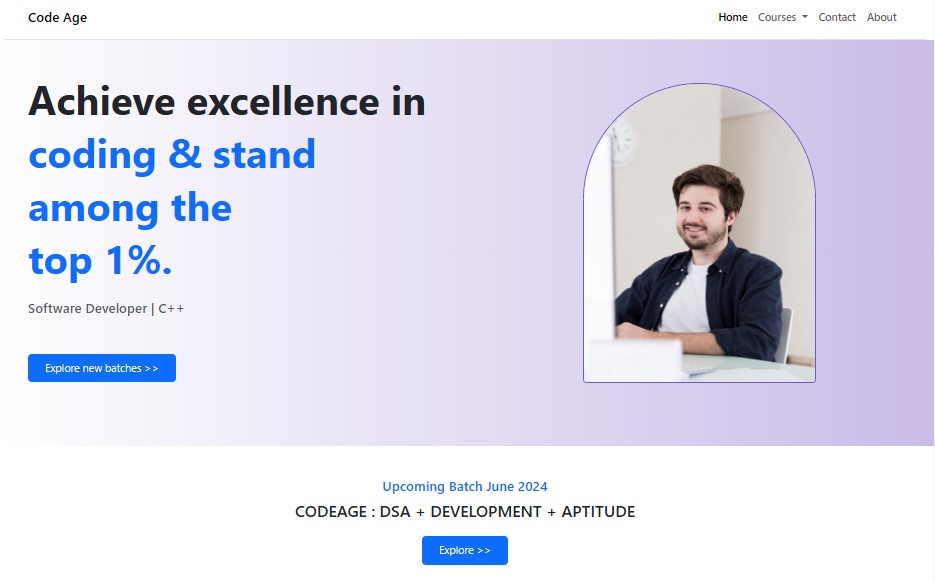 Code Age
Home Courses Contact About
Achieve excellence in
coding & stand
among the
top 1%.
Software Developer | C++
Explore new batches >>
Upcoming Batch June 2024
CODEAGE : DSA + DEVELOPMENT + APTITUDE
Explore >>